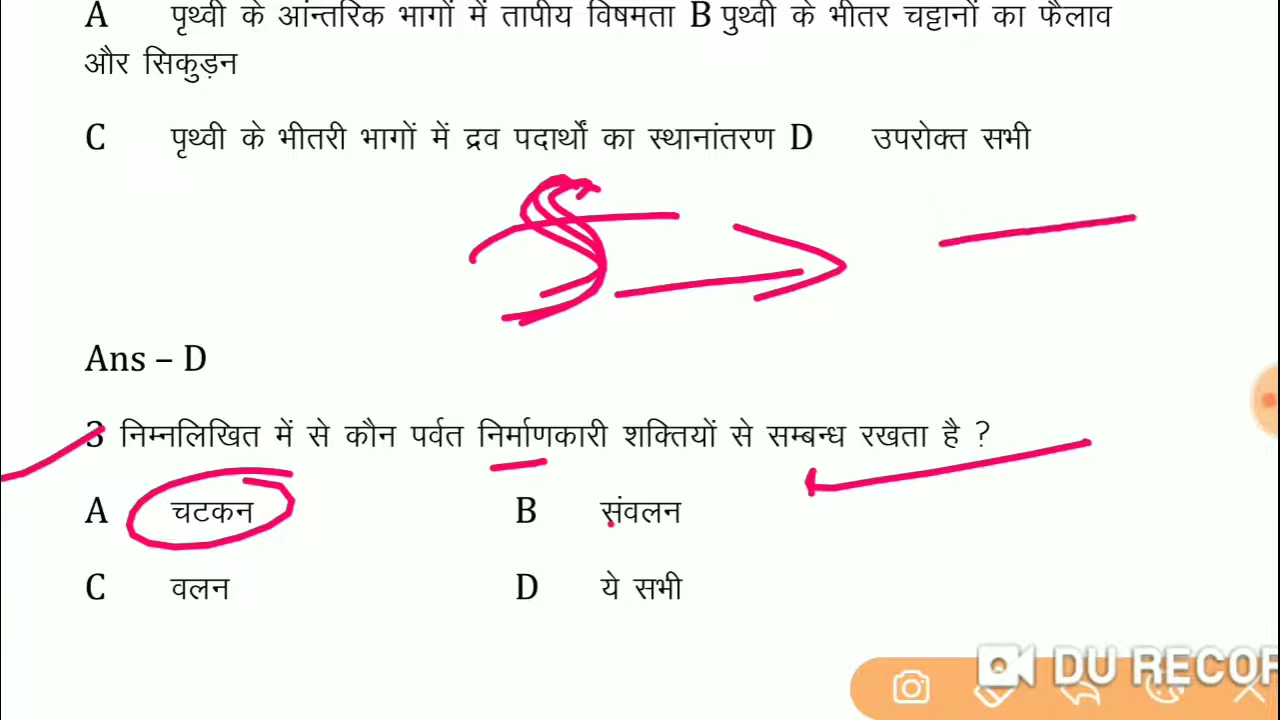 A पृथ्वी के आंन्तरिक भागों में तापीय विषमता B पुथ्वी के भीतर चट्टानों का फैलाव
और सिकुड़न
C पृथ्वी के भीतरी भागों में द्रव पदार्थों का स्थानांतरण D उपरोक्त सभी
Ans – D
3 निम्नलिखित में से कौन पर्वत निर्माणकारी शक्तियों से सम्बन्ध रखता है ?
A चटकन B संवलन
C वलन D ये सभी
DU RECOR